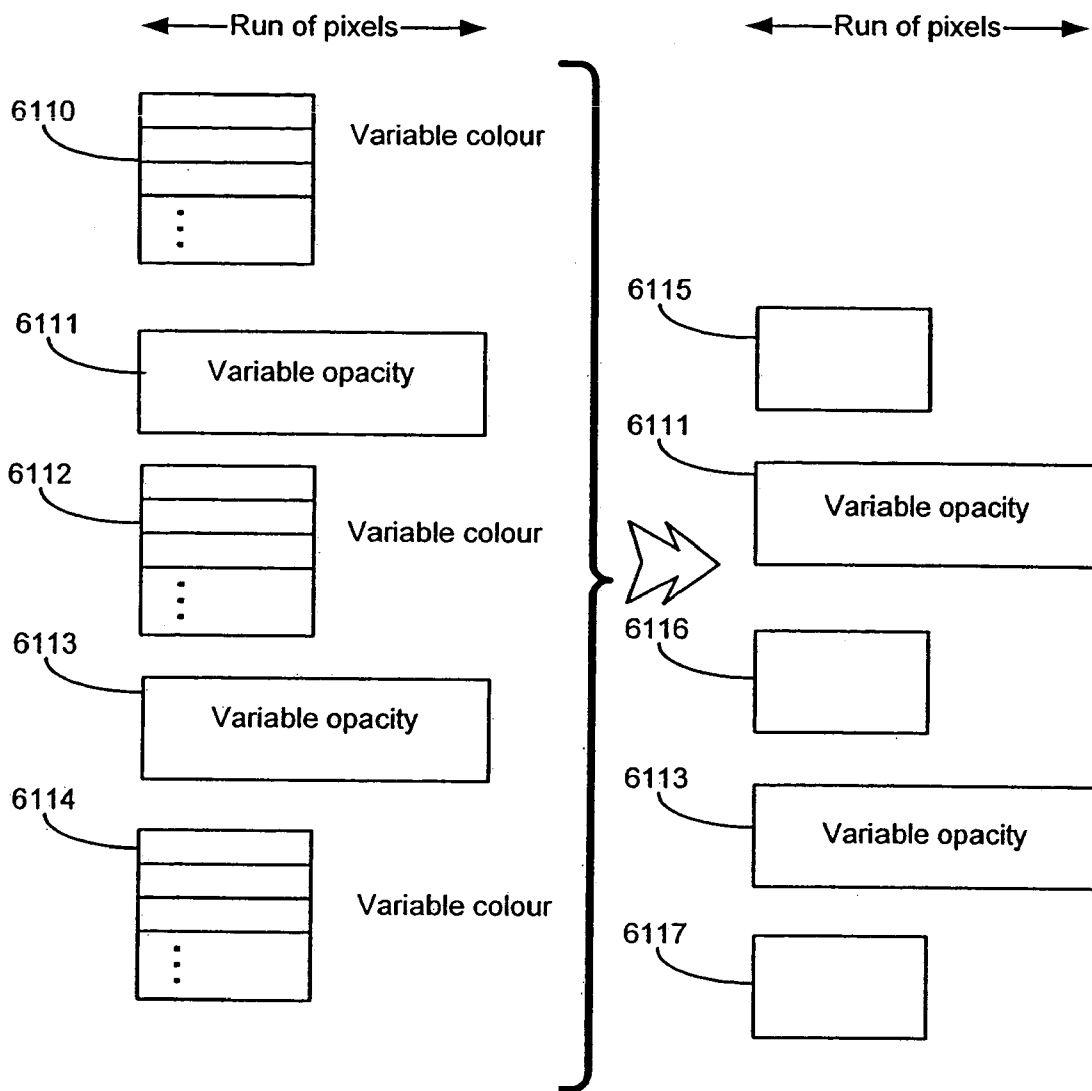 Run of pixels
Run of pixels
6110
Variable colour
6115
6111
Variable opacity
6111
Variable opacity
6112
Variable colour
6116
6113
Variable opacity
6113
Variable opacity
6114
Variable colour
6117